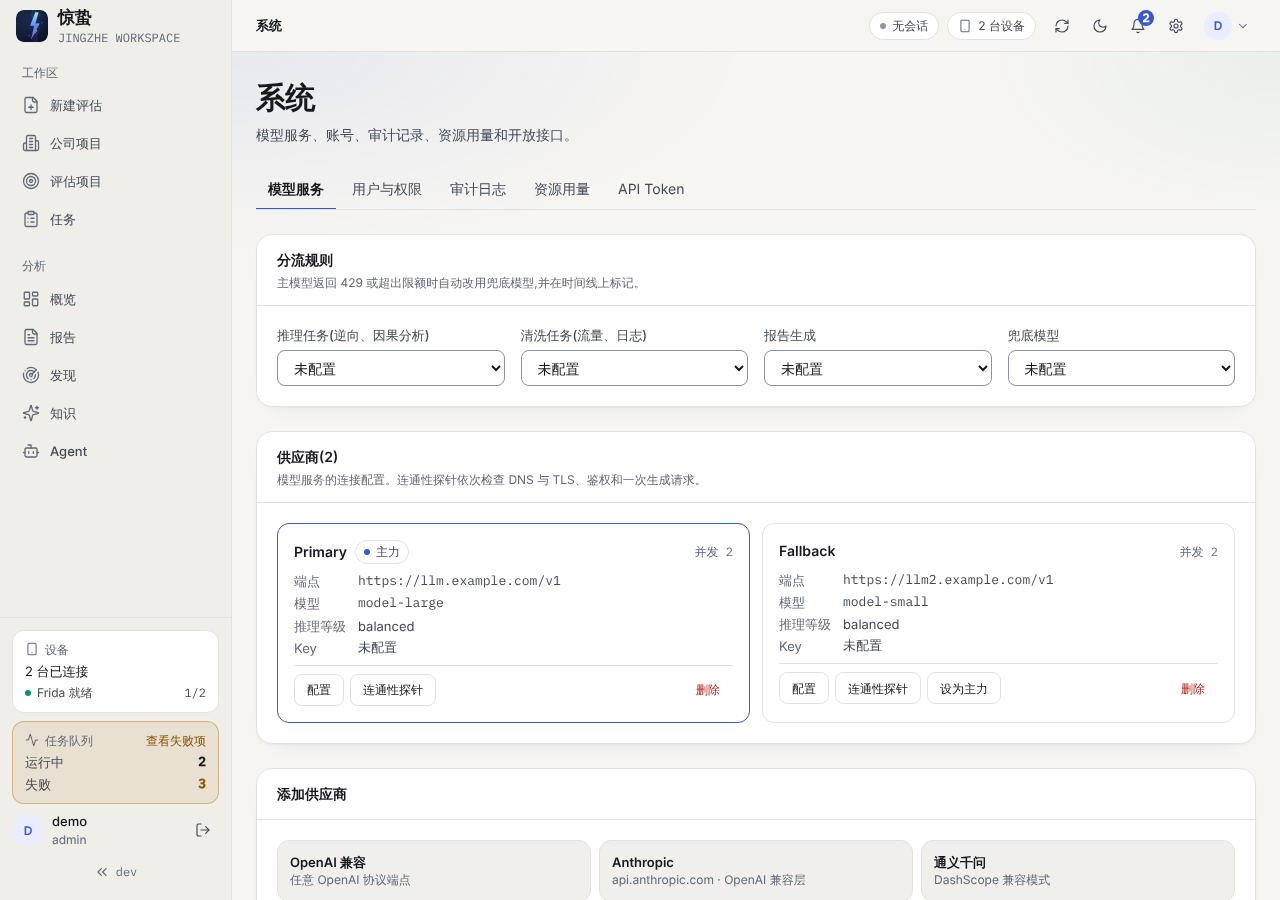 惊蛰
JINGZHE WORKSPACE
工作区
新建评估
公司项目
评估项目
任务
分析
概览
报告
发现
知识
Agent
设备
2 台已连接
Frida 就绪 1/2
任务队列 查看失败项
运行中 2
失败 3
D demo
admin
dev
系统 无会话 2 台设备 2 D
系统
模型服务、账号、审计记录、资源用量和开放接口。
模型服务 用户与权限 审计日志 资源用量 API Token
分流规则
主模型返回 429 或超出限额时自动改用兜底模型,并在时间线上标记。
推理任务(逆向、因果分析) 清洗任务(流量、日志) 报告生成 兜底模型
未配置 未配置 未配置 未配置
供应商(2)
模型服务的连接配置。连通性探针依次检查 DNS 与 TLS、鉴权和一次生成请求。
Primary 主力 并发 2
端点 https://llm.example.com/v1
模型 model-large
推理等级 balanced
Key 未配置
配置 连通性探针 删除
Fallback 并发 2
端点 https://llm2.example.com/v1
模型 model-small
推理等级 balanced
Key 未配置
配置 连通性探针 设为主力 删除
添加供应商
OpenAI 兼容
任意 OpenAI 协议端点
Anthropic
api.anthropic.com · OpenAI 兼容层
通义千问
DashScope 兼容模式